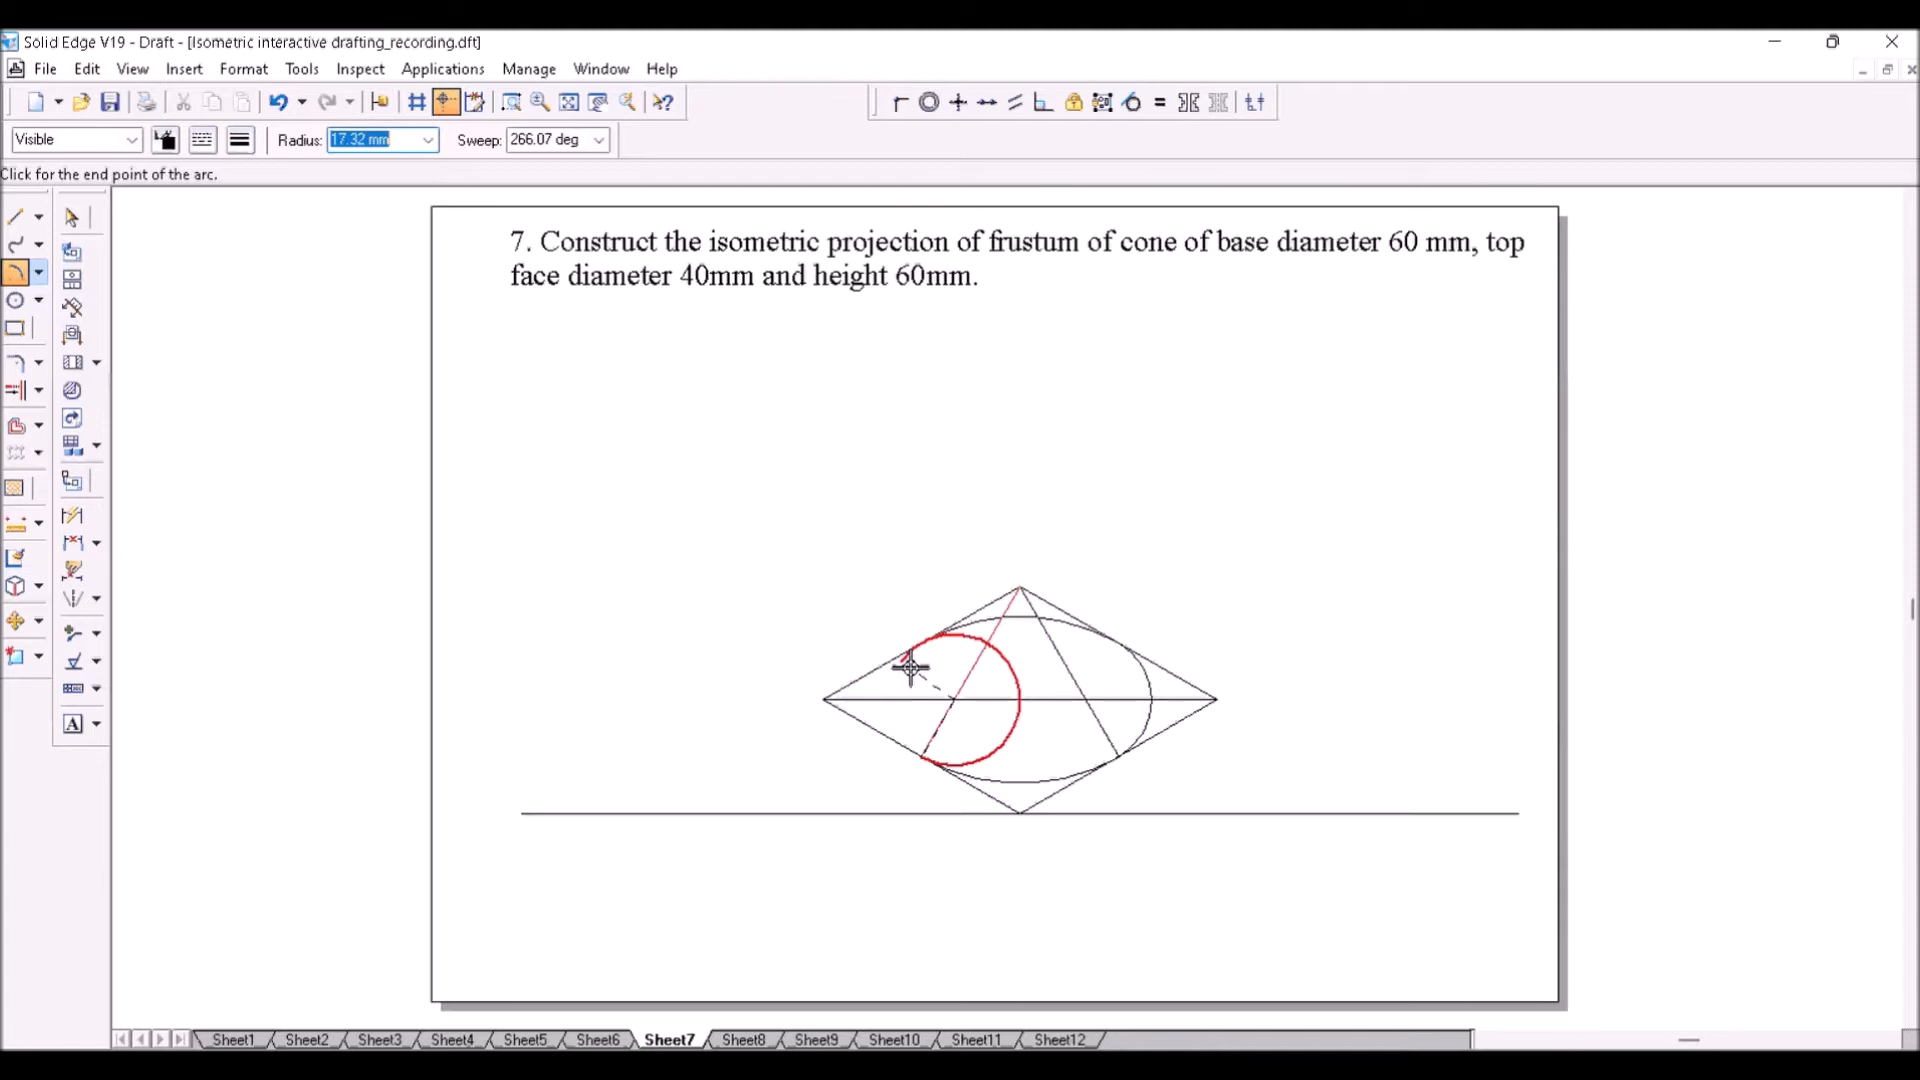 Solid Edge V19 - Draft - [Isometric interactive drafting_recording.dft]
File Edit View Insert Format Tools Inspect Applications Manage Window Help
Visible Radius: 17.32 mm Sweep: 266.07 deg
Click for the end point of the arc.
7. Construct the isometric projection of frustum of cone of base diameter 60 mm, top
face diameter 40mm and height 60mm.
Sheet1 Sheet2 Sheet3 Sheet4 Sheet5 Sheet6 Sheet7 Sheet8 Sheet9 Sheet10 Sheet11 Sheet12